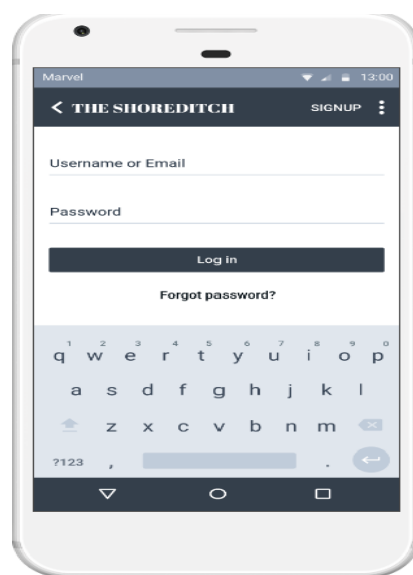 Marvel 13:00
THE SHOREDITCH SIGNUP
Username or Email
Password
Log in
Forgot password?
1 2 3 4 5 6 7 8 9 0
q w e r t y u i o p
a s d f g h j k l
z x c v b n m
?123 , .